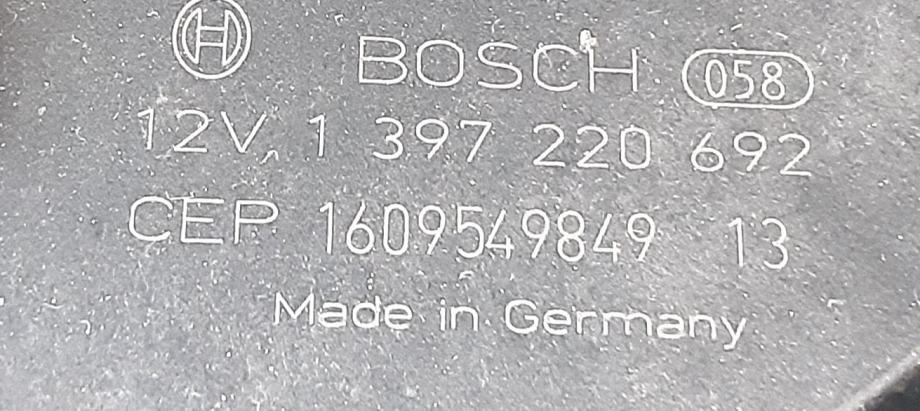 BOSCH 058
12V, 1 397 220 692
CEP 1609549849 13
Made in Germany